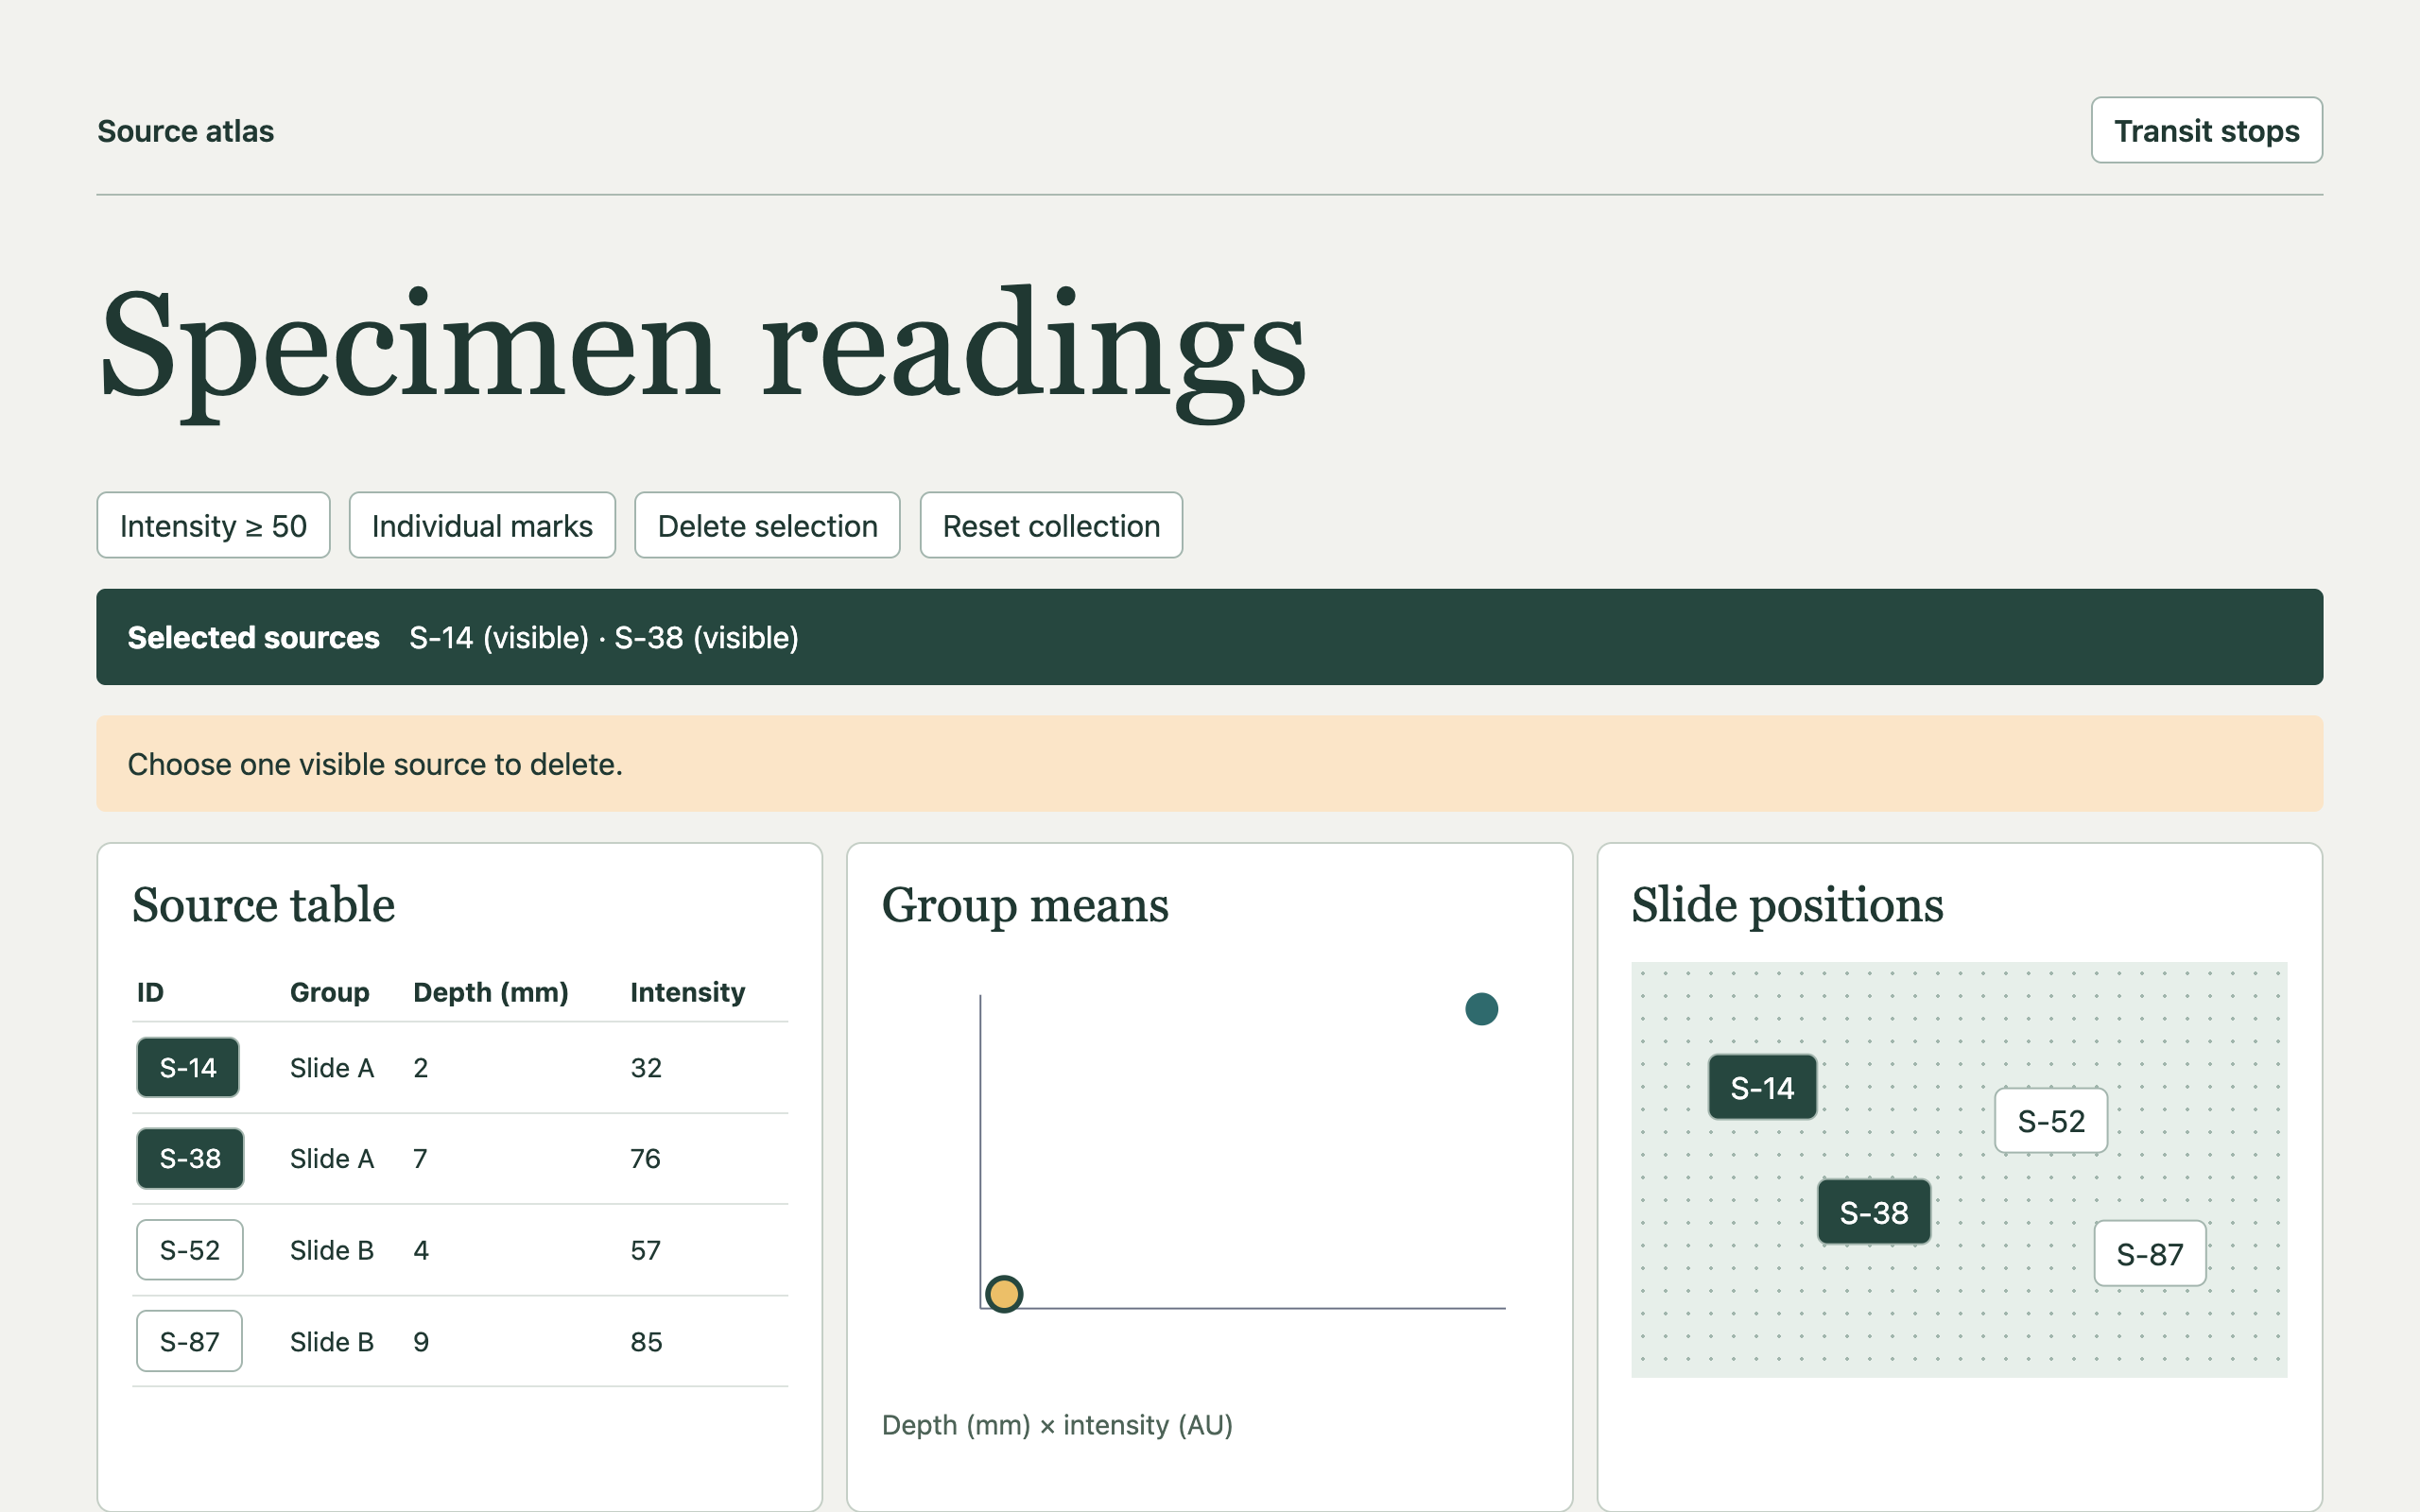 Source atlas
Transit stops
Specimen readings
Intensity ≥ 50
Individual marks
Delete selection
Reset collection
Selected sources S-14 (visible) · S-38 (visible)
Choose one visible source to delete.
Source table
ID Group Depth (mm) Intensity
S-14 Slide A 2 32
S-38 Slide A 7 76
S-52 Slide B 4 57
S-87 Slide B 9 85
Group means
Depth (mm) × intensity (AU)
Slide positions
S-14
S-52
S-38
S-87